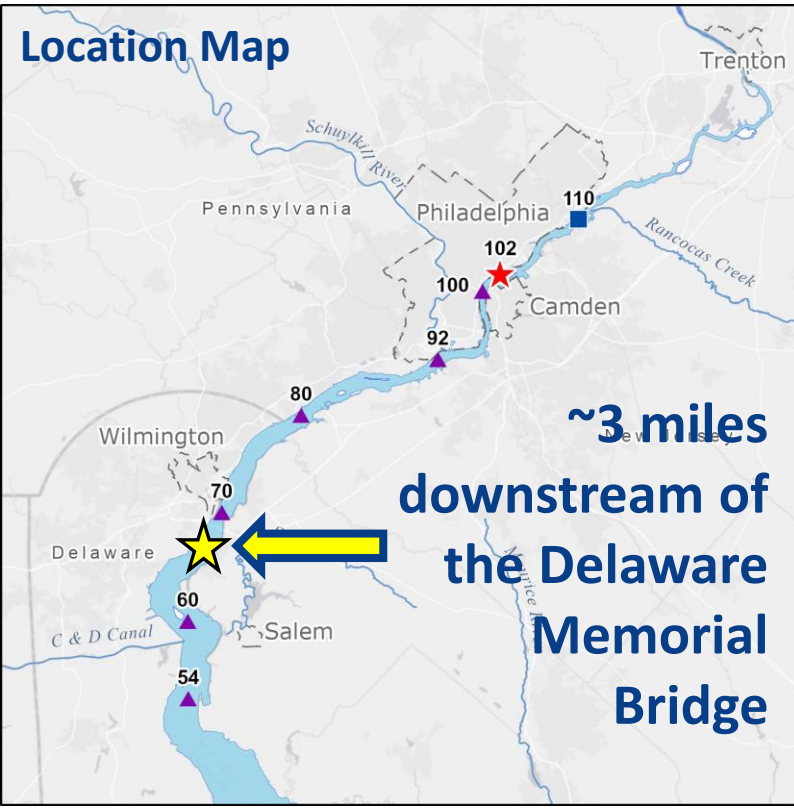 Location Map
Trenton
Schuylkill River
Pennsylvania
Philadelphia
110
Rancocas Creek
102
100
Camden
92
80
~3 miles
New Jersey
Wilmington
downstream of
70
the Delaware
Delaware
Maurice
60
Memorial
C & D Canal
Salem
54
Bridge